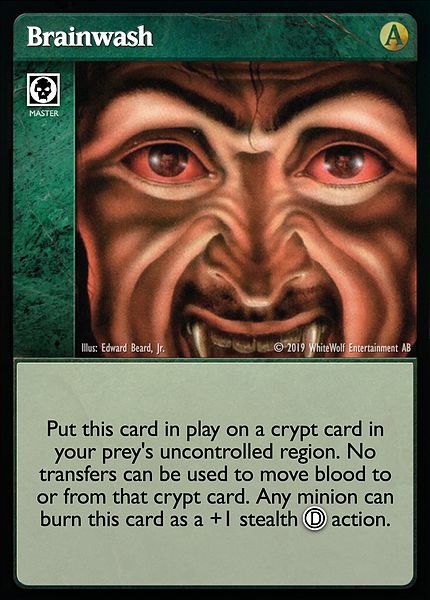 Brainwash
A
MASTER
Illus: Edward Beard, Jr.
© 2019 WhiteWolf Entertainment AB
Put this card in play on a crypt card in
your prey's uncontrolled region. No
transfers can be used to move blood to
or from that crypt card. Any minion can
burn this card as a +1 stealth Ⓓ action.